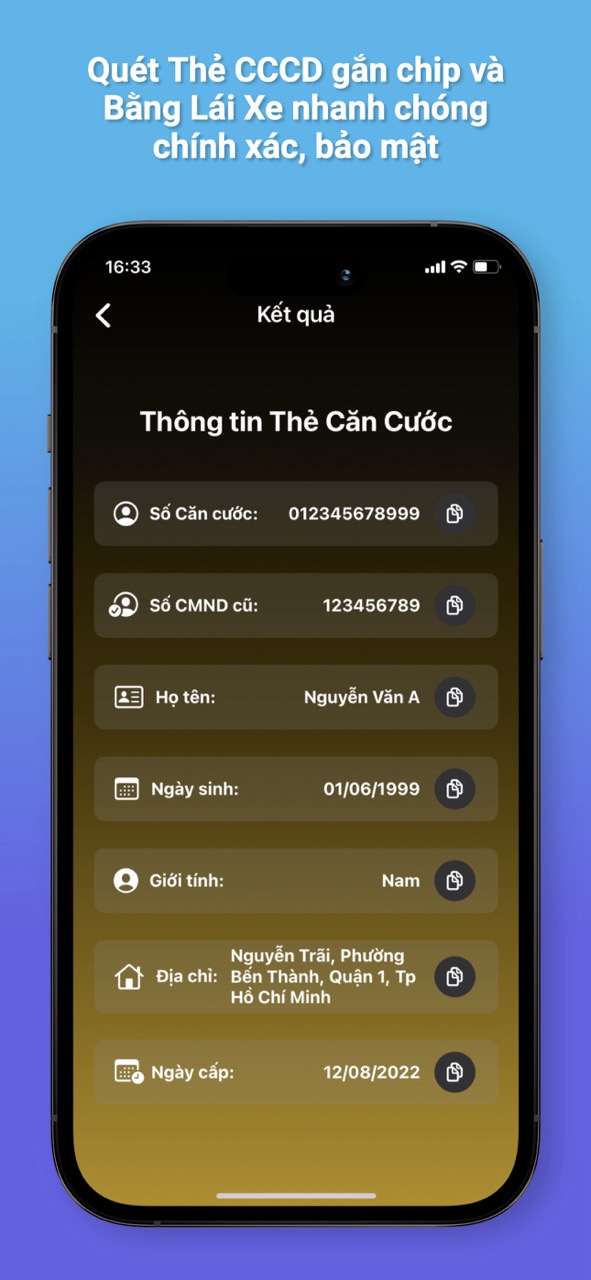 Quét Thẻ CCCD gắn chip và
Bằng Lái Xe nhanh chóng
chính xác, bảo mật
16:33
Kết quả
Thông tin Thẻ Căn Cước
Số Căn cước: 012345678999
Số CMND cũ: 123456789
Họ tên: Nguyễn Văn A
Ngày sinh: 01/06/1999
Giới tính: Nam
Địa chỉ: Nguyễn Trãi, Phường
Bến Thành, Quận 1, Tp
Hồ Chí Minh
Ngày cấp: 12/08/2022